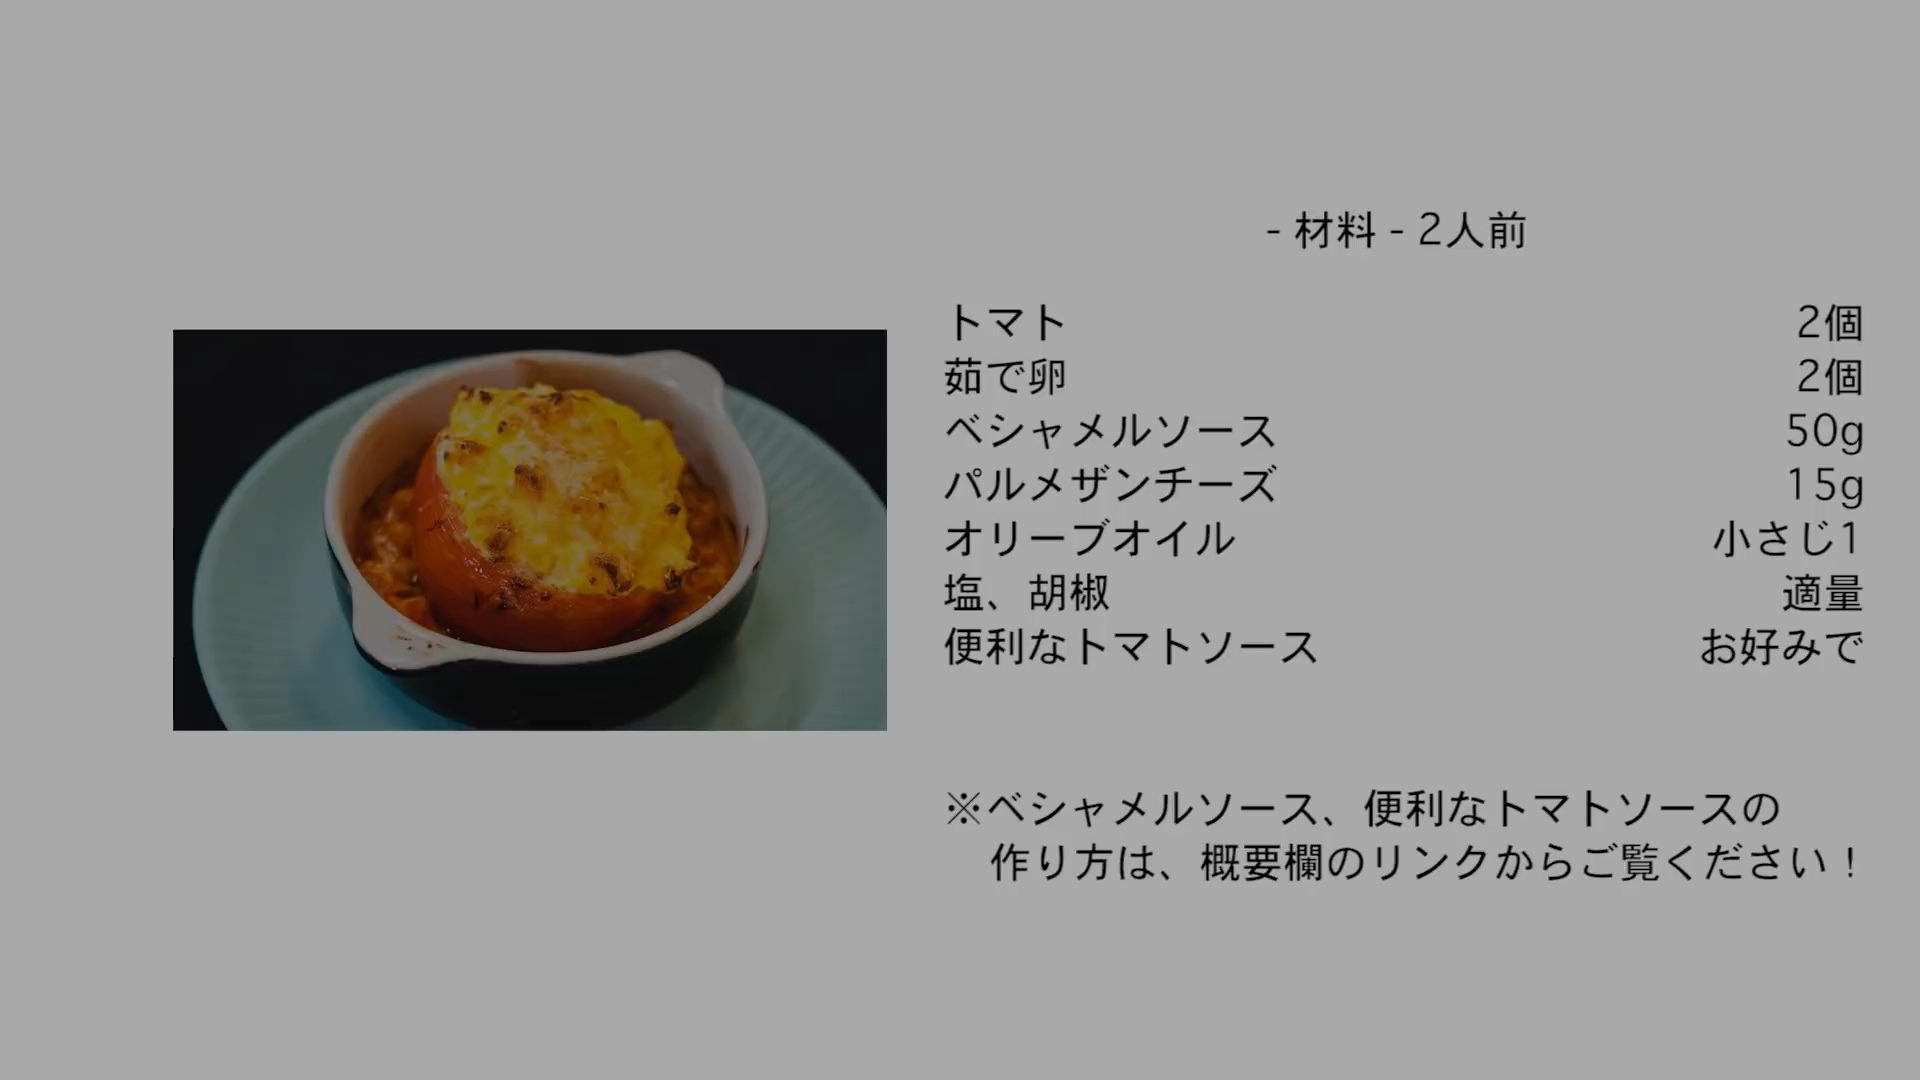 - 材料 - 2人前
トマト 2個
茹で卵 2個
ベシャメルソース 50g
パルメザンチーズ 15g
オリーブオイル 小さじ1
塩、胡椒 適量
便利なトマトソース お好みで
※ベシャメルソース、便利なトマトソースの
作り方は、概要欄のリンクからご覧ください！